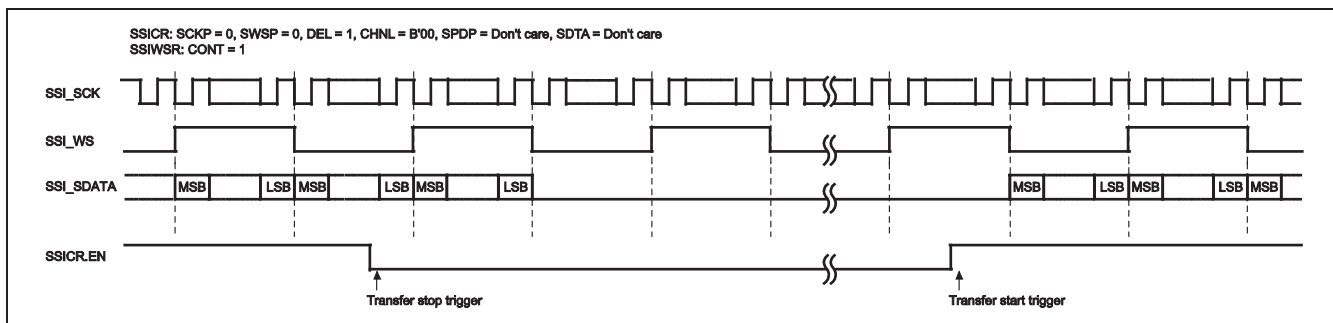 SSICR: SCKP = 0, SWSP = 0, DEL = 1, CHNL = B'00, SPDP = Don't care, SDTA = Don't care
SSIWSR: CONT = 1
SSI_SCK
SSI_WS
SSI_SDATA
MSB LSB MSB LSB MSB LSB MSB LSB MSB LSB MSB
SSICR.EN
Transfer stop trigger Transfer start trigger